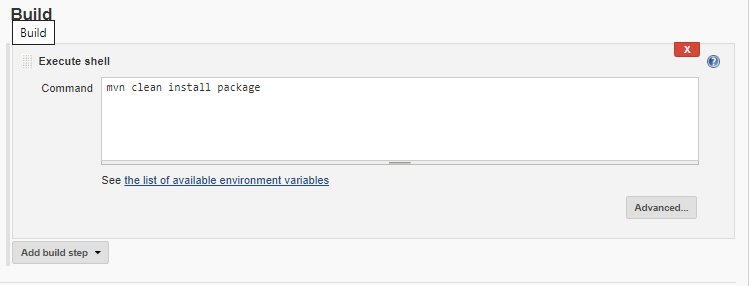 Build
Build
X
Execute shell
?
Command
mvn clean install package
See the list of available environment variables
Advanced...
Add build step